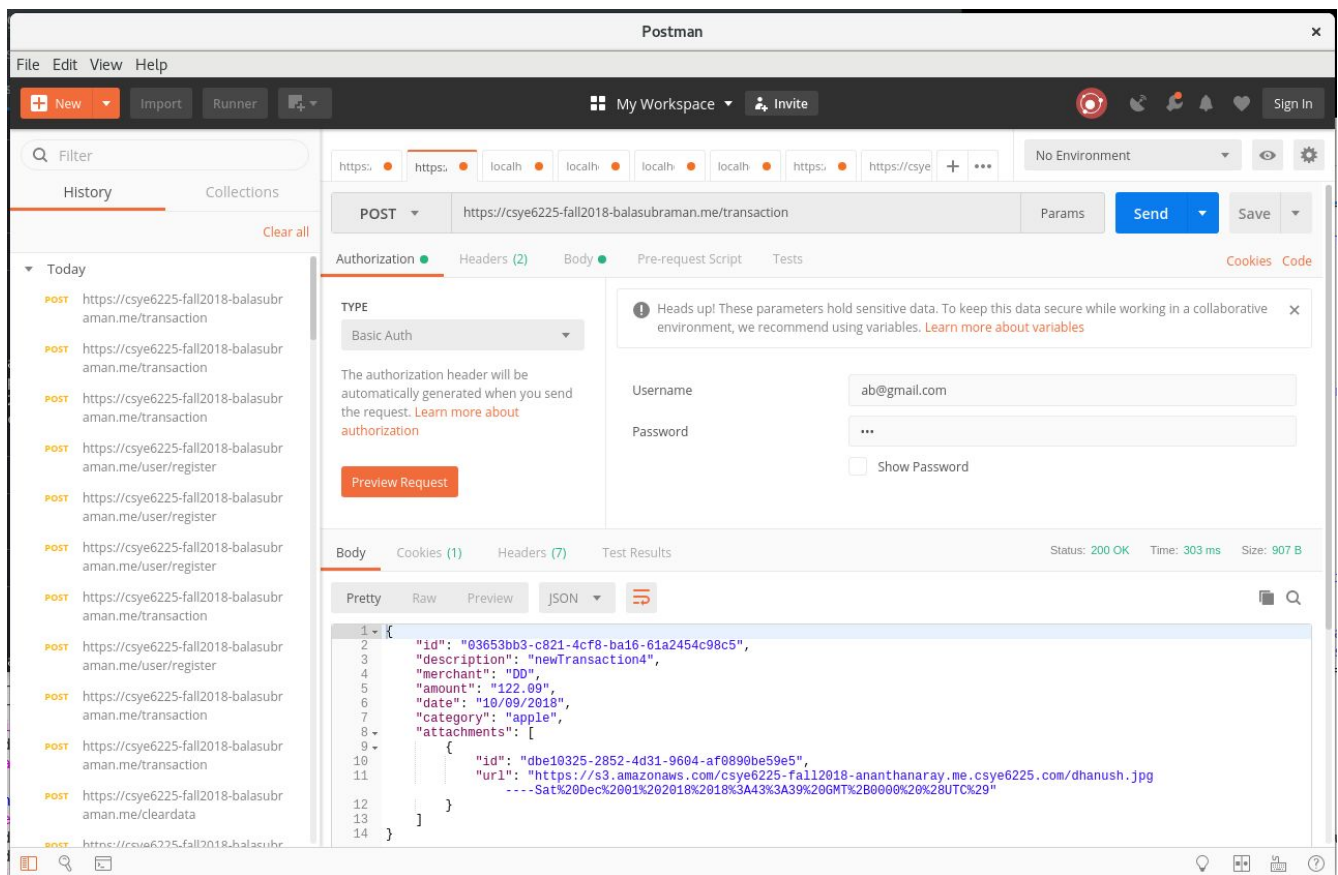 Postman
File Edit View Help
New Import Runner My Workspace Invite Sign In
Filter
History Collections
Clear all
Today
POST https://csye6225-fall2018-balasubr
aman.me/transaction
POST https://csye6225-fall2018-balasubr
aman.me/transaction
POST https://csye6225-fall2018-balasubr
aman.me/transaction
POST https://csye6225-fall2018-balasubr
aman.me/user/register
POST https://csye6225-fall2018-balasubr
aman.me/user/register
POST https://csye6225-fall2018-balasubr
aman.me/user/register
POST https://csye6225-fall2018-balasubr
aman.me/transaction
POST https://csye6225-fall2018-balasubr
aman.me/user/register
POST https://csye6225-fall2018-balasubr
aman.me/transaction
POST https://csye6225-fall2018-balasubr
aman.me/transaction
POST https://csye6225-fall2018-balasubr
aman.me/cleardata
POST https://csye6225-fall2018-balasubr
https:. https:. localh localh localh localh https:. https://csye + •••
No Environment
POST https://csye6225-fall2018-balasubraman.me/transaction Params Send Save
Authorization Headers (2) Body Pre-request Script Tests Cookies Code
TYPE
Basic Auth
The authorization header will be
automatically generated when you send
the request. Learn more about
authorization
Preview Request
Heads up! These parameters hold sensitive data. To keep this data secure while working in a collaborative
environment, we recommend using variables. Learn more about variables
Username ab@gmail.com
Password •••
Show Password
Body Cookies (1) Headers (7) Test Results Status: 200 OK Time: 303 ms Size: 907 B
Pretty Raw Preview JSON
1 {
2 "id": "03653bb3-c821-4cf8-ba16-61a2454c98c5",
3 "description": "newTransaction4",
4 "merchant": "DD",
5 "amount": "122.09",
6 "date": "10/09/2018",
7 "category": "apple",
8 "attachments": [
9 {
10 "id": "dbe10325-2852-4d31-9604-af0890be59e5",
11 "url": "https://s3.amazonaws.com/csye6225-fall2018-ananthanaray.me.csye6225.com/dhanush.jpg
----Sat%20Dec%2001%202018%2018%3A43%3A39%20GMT%2B0000%20%28UTC%29"
12 }
13 ]
14 }